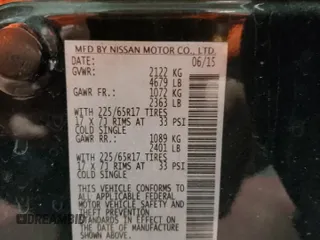 MFD BY NISSAN MOTOR CO., LTD.
DATE: 06/15
GVWR: 2122 KG
4679 LB
GAWR FR.: 1072 KG
2363 LB
WITH 225/65R17 TIRES
17 X 7J RIMS AT 33 PSI
COLD SINGLE
GAWR RR.: 1089 KG
2401 LB
WITH 225/65R17 TIRES
17 X 7J RIMS AT 33 PSI
COLD SINGLE
THIS VEHICLE CONFORMS TO
ALL APPLICABLE FEDERAL
MOTOR VEHICLE SAFETY
AND THEFT PREVENTION
STANDARDS IN EFFECT ON
THE DATE OF MANU-
SHOWN ABOVE
DREAMBID